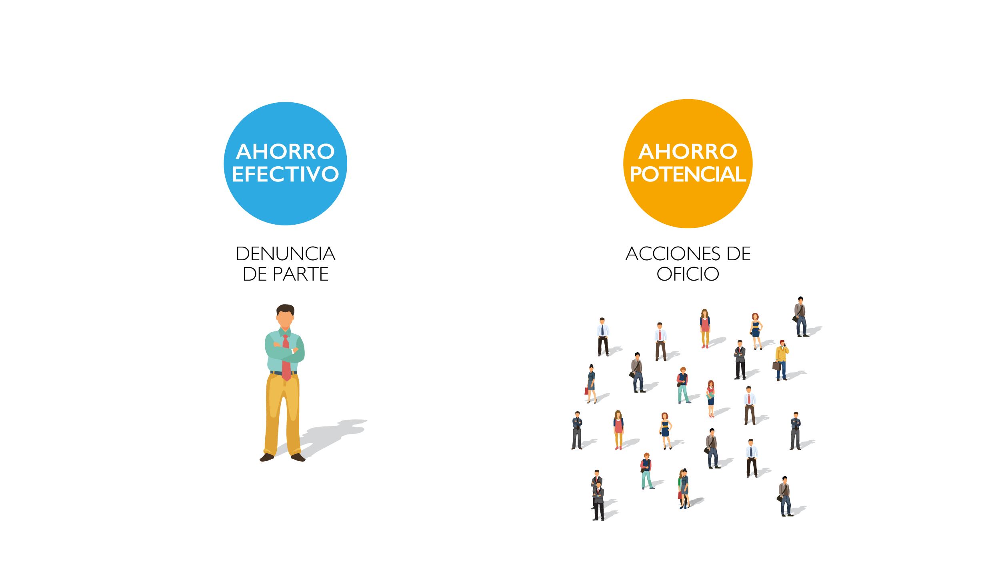 AHORRO
EFECTIVO
DENUNCIA
DE PARTE
AHORRO
POTENCIAL
ACCIONES DE
OFICIO